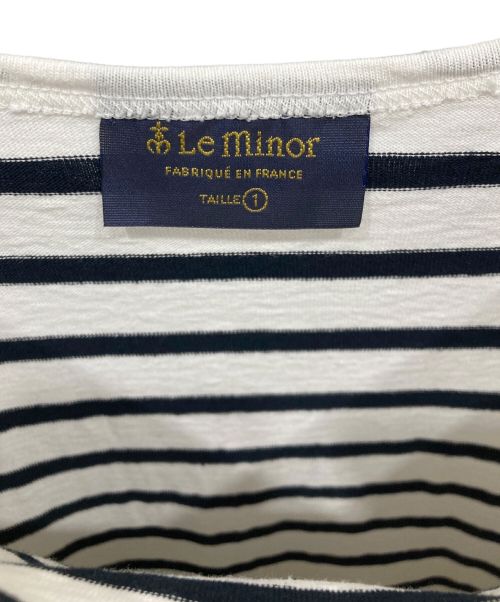 Le Minor
FABRIQUÉ EN FRANCE
TAILLE 1